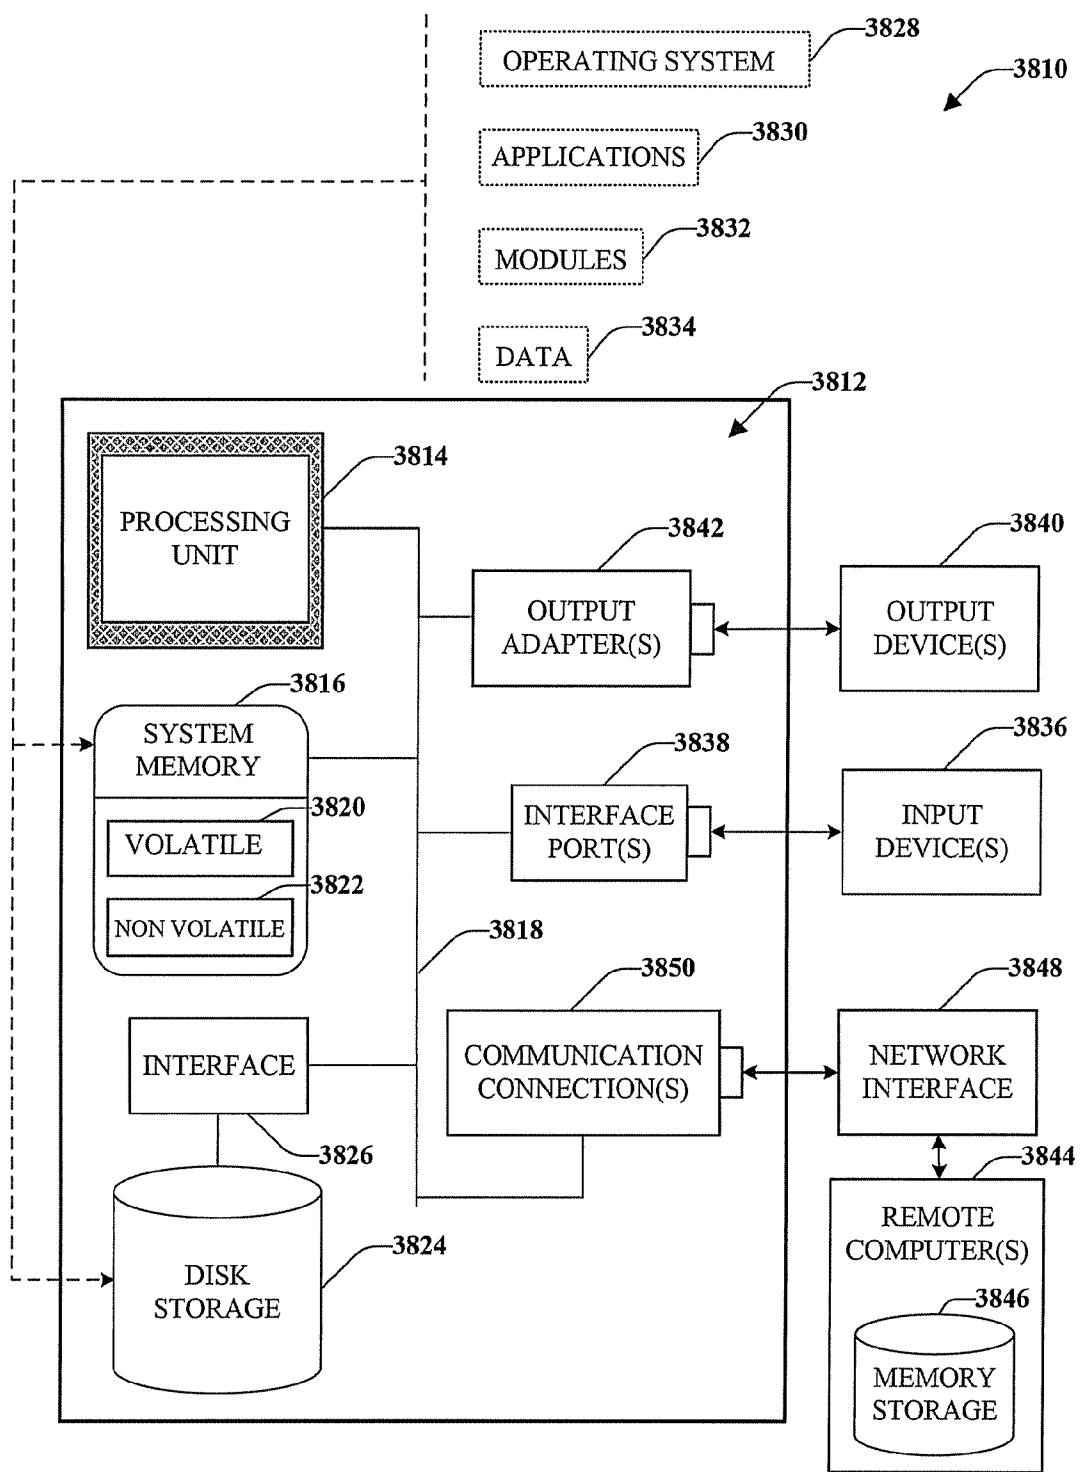 3828
OPERATING SYSTEM
3810
3830
APPLICATIONS
3832
MODULES
3834
DATA
3812
3814
PROCESSING
UNIT
3842
OUTPUT
ADAPTER(S)
3840
OUTPUT
DEVICE(S)
3816
SYSTEM
MEMORY
3820
VOLATILE
3822
NON VOLATILE
3838
INTERFACE
PORT(S)
3836
INPUT
DEVICE(S)
3818
3850
COMMUNICATION
CONNECTION(S)
3848
NETWORK
INTERFACE
INTERFACE
3826
3844
REMOTE
COMPUTER(S)
3824
DISK
STORAGE
3846
MEMORY
STORAGE